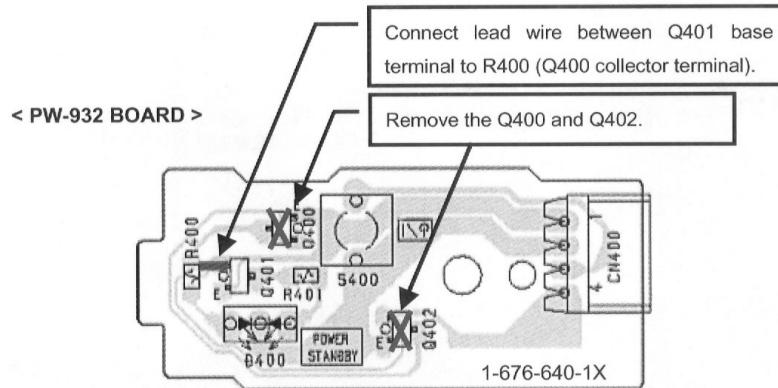 Connect lead wire between Q401 base
terminal to R400 (Q400 collector terminal).
< PW-932 BOARD >
Remove the Q400 and Q402.
R400
Q400
Q401
E
R401
S400
1
4
CN400
D400
POWER
STANDBY
E
Q402
1-676-640-1X